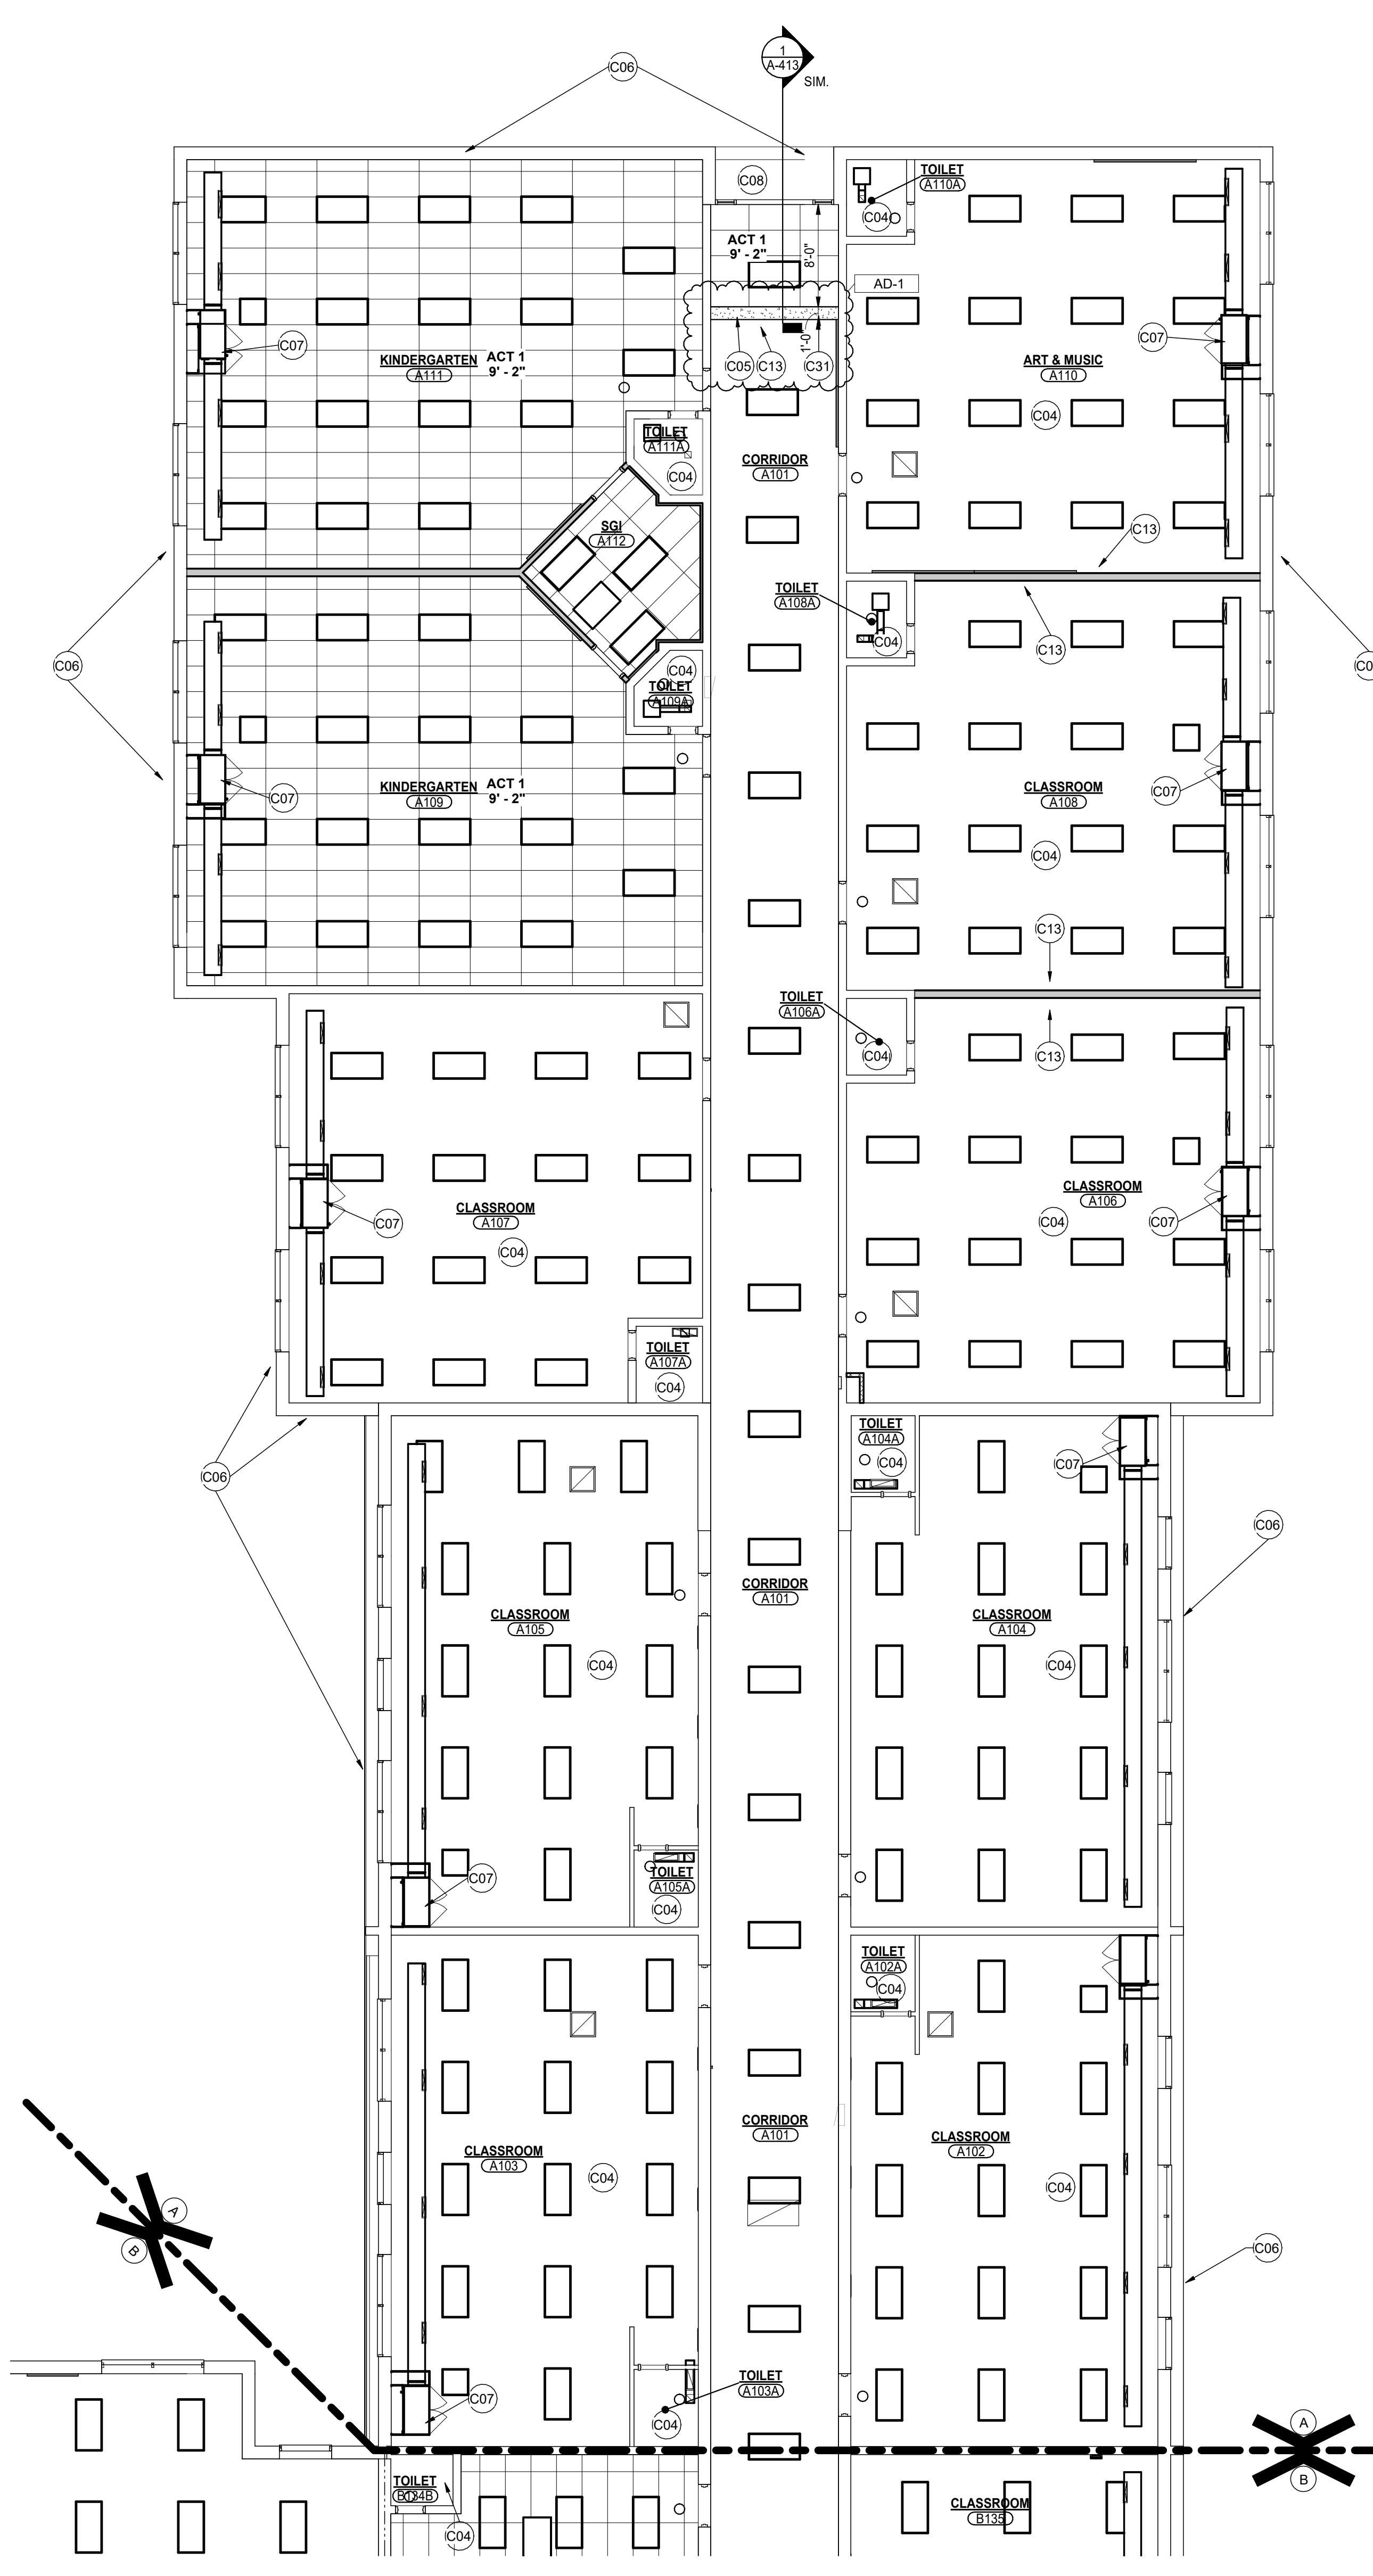 1
A-413
SIM.
C06
C08
TOILET
A110A
C04
ACT 1
9' - 2"
8'-0"
AD-1
C07
KINDERGARTEN
A111
ACT 1
9' - 2"
1'-0"
C05
C13
C31
C07
ART & MUSIC
A110
C04
TOILET
A111A
C04
CORRIDOR
A101
SGI
A112
C13
TOILET
A108A
C04
C13
C06
C04
TOILET
A109A
KINDERGARTEN
A109
ACT 1
9' - 2"
C07
CLASSROOM
A108
C07
C04
C13
TOILET
A106A
C04
C13
CLASSROOM
A107
C07
C04
CLASSROOM
A106
C04
C07
TOILET
A107A
C04
C06
TOILET
A104A
C04
C07
C06
CORRIDOR
A101
CLASSROOM
A105
C04
CLASSROOM
A104
C04
C07
TOILET
A105A
C04
TOILET
A102A
C04
CORRIDOR
A101
CLASSROOM
A103
C04
CLASSROOM
A102
C04
A
B
C06
TOILET
A103A
C07
C04
A
B
TOILET
B134B
C04
CLASSROOM
B135